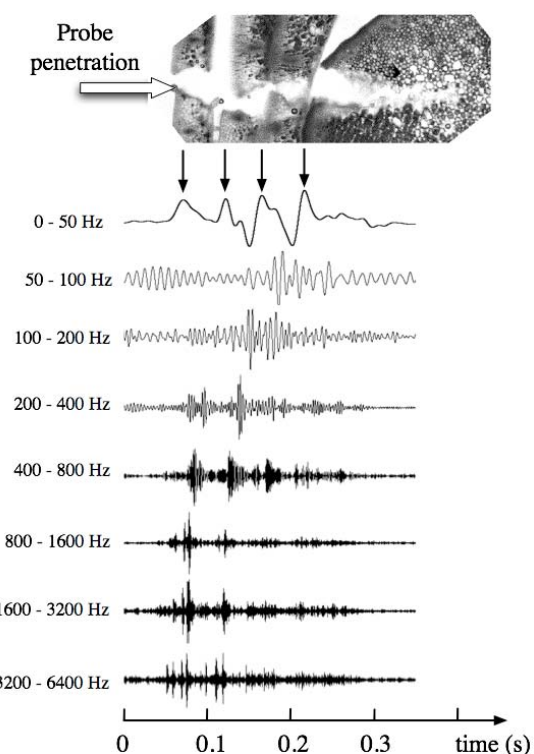 Probe
penetration
0 - 50 Hz
50 - 100 Hz
100 - 200 Hz
200 - 400 Hz
400 - 800 Hz
800 - 1600 Hz
1600 - 3200 Hz
3200 - 6400 Hz
0 0.1 0.2 0.3 time (s)